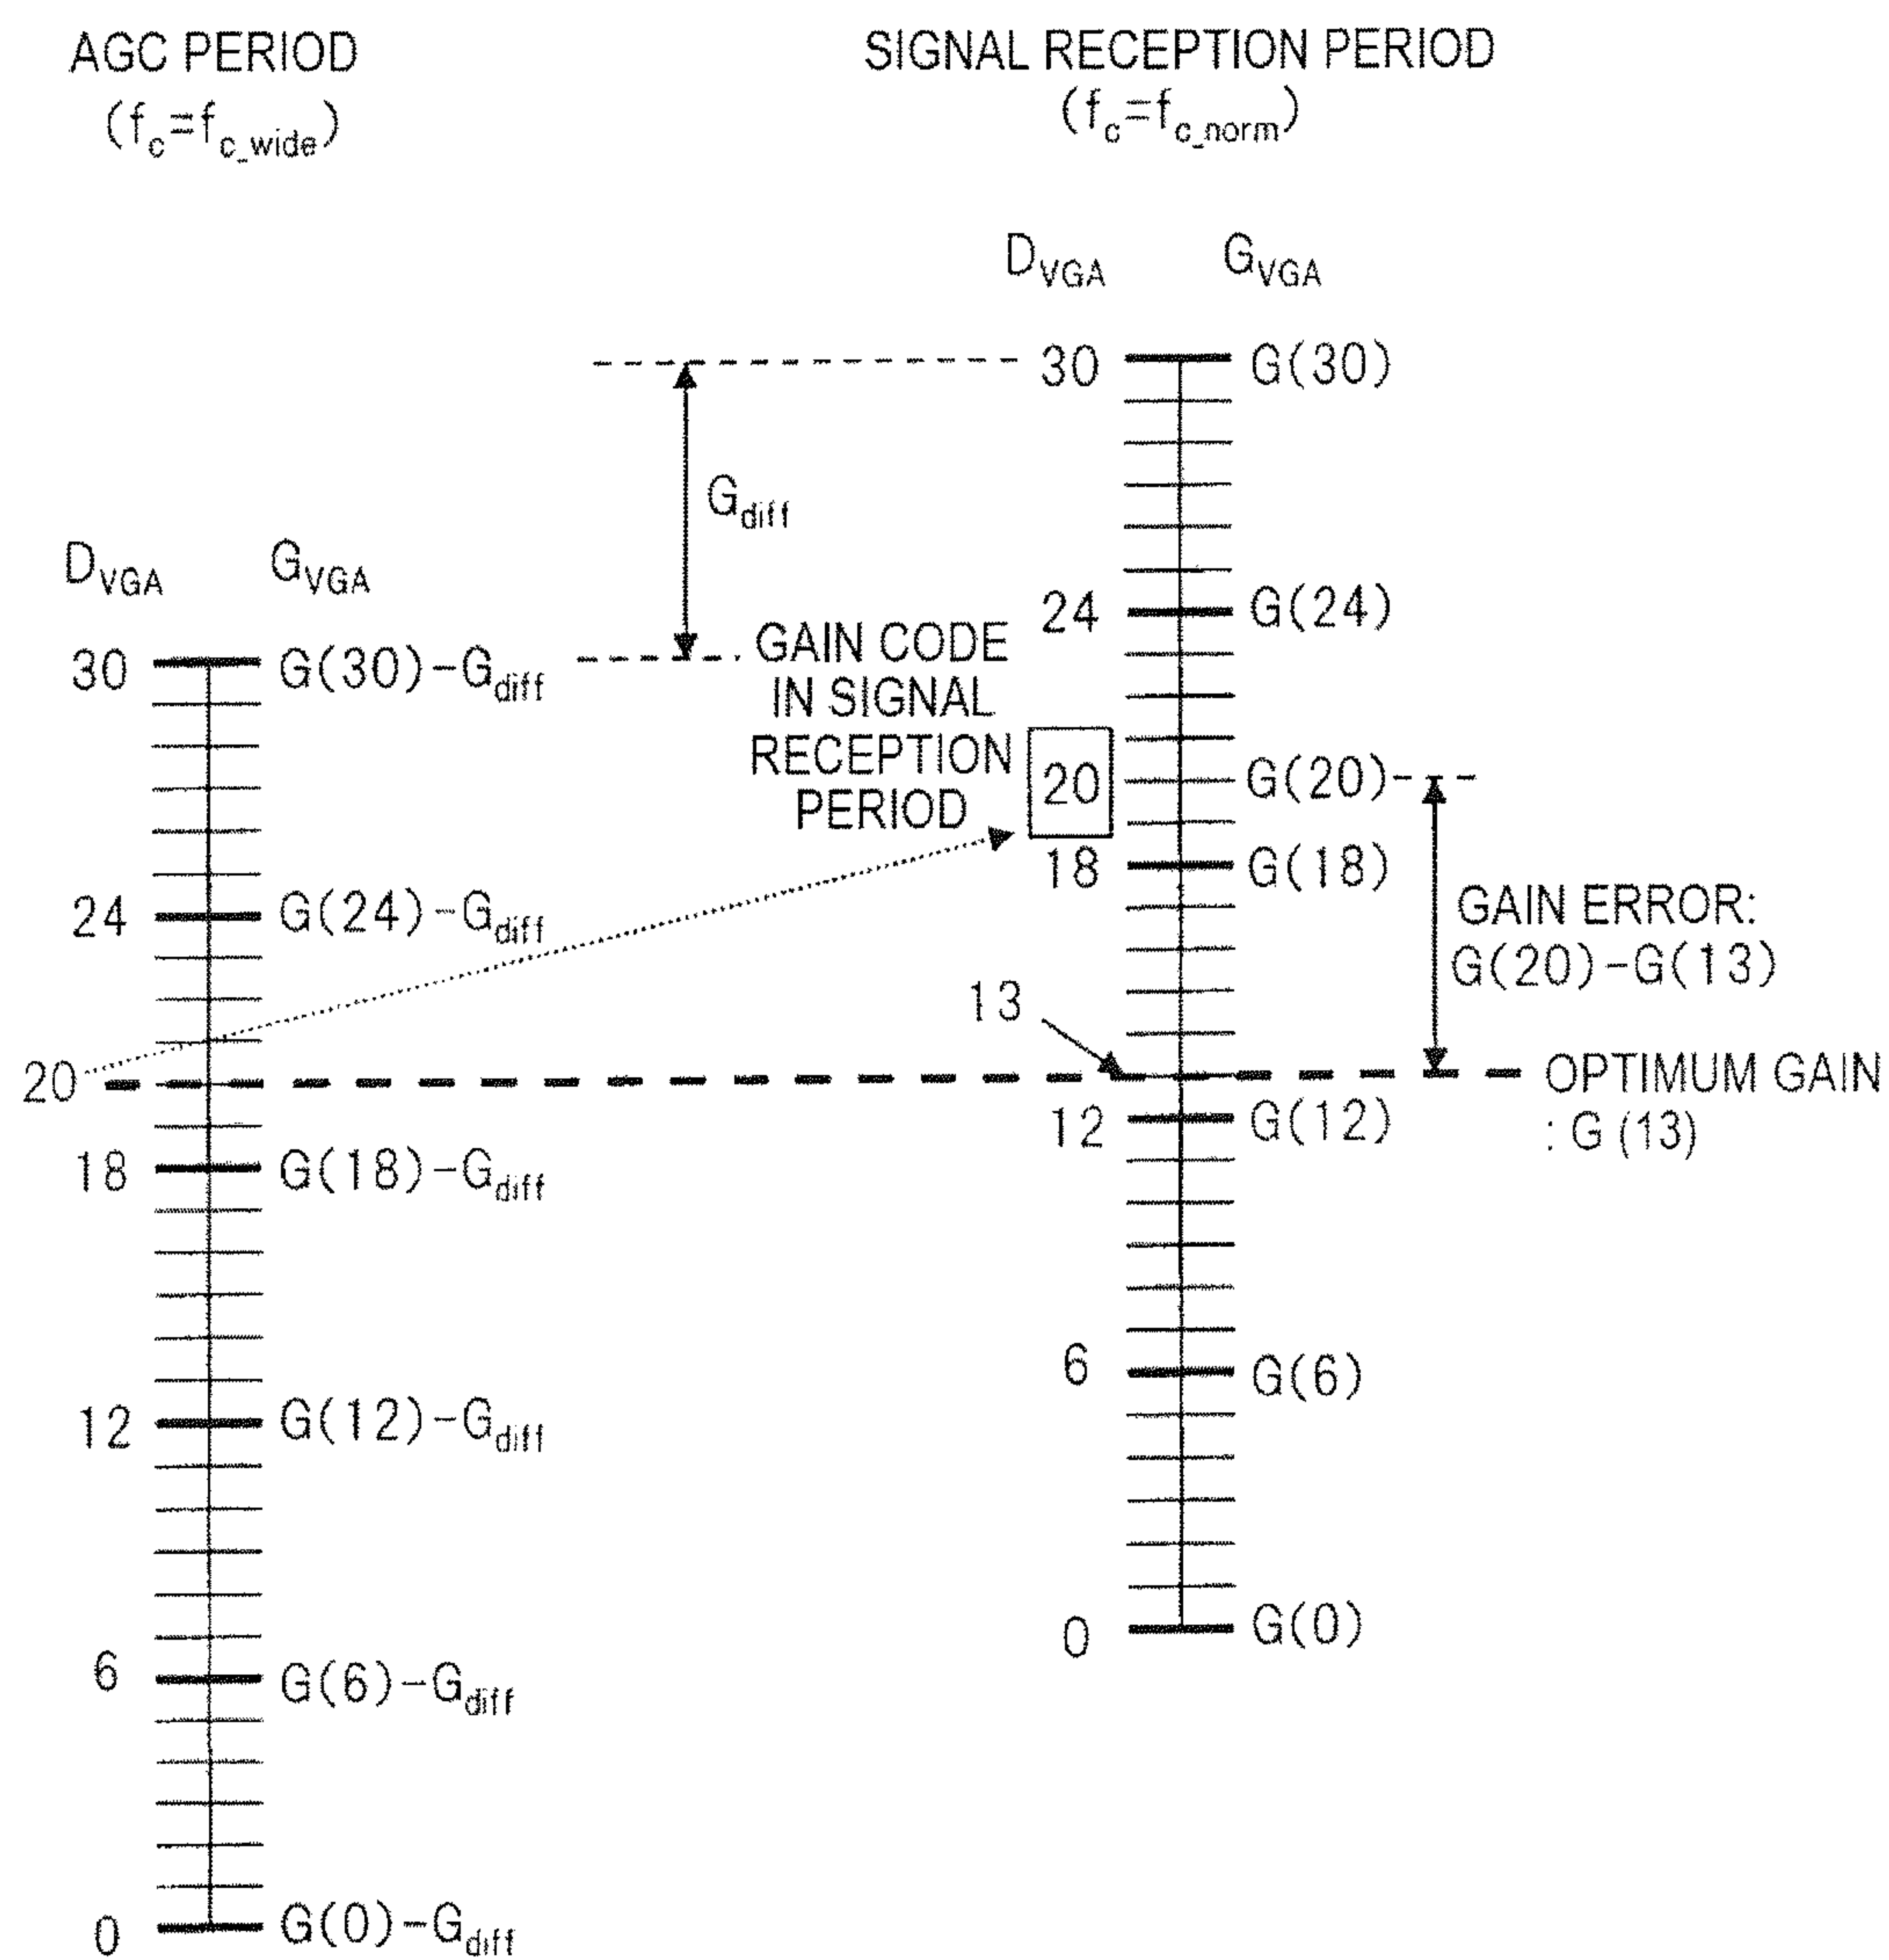 AGC PERIOD
(fc=fc_wide)
SIGNAL RECEPTION PERIOD
(fc=fc_norm)
DVGA GVGA
30 G(30)
Gdiff
24 G(24)
GAIN CODE
IN SIGNAL
RECEPTION
PERIOD
20 G(20)
18 G(18)
GAIN ERROR:
G(20)-G(13)
13
OPTIMUM GAIN
: G (13)
12 G(12)
6 G(6)
0 G(0)
DVGA GVGA
30 G(30)-Gdiff
24 G(24)-Gdiff
20
18 G(18)-Gdiff
12 G(12)-Gdiff
6 G(6)-Gdiff
0 G(0)-Gdiff